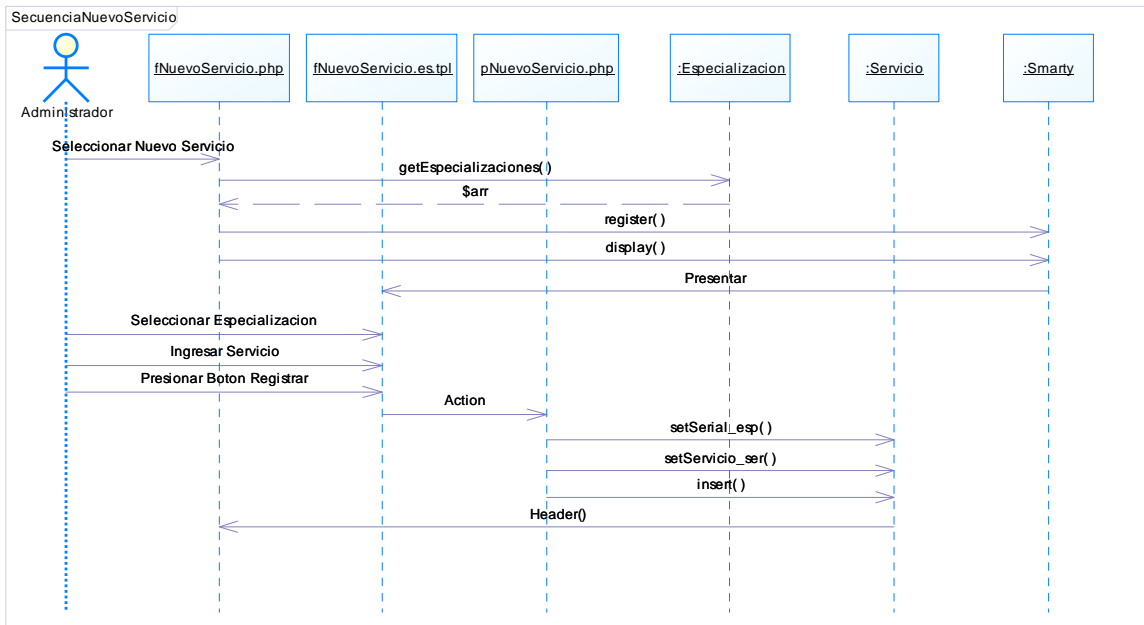 SecuenciaNuevoServicio
Administrador
fNuevoServicio.php
fNuevoServicio.es.tpl
pNuevoServicio.php
:Especializacion
:Servicio
:Smarty
Seleccionar Nuevo Servicio
getEspecializaciones( )
$arr
register( )
display( )
Presentar
Seleccionar Especializacion
Ingresar Servicio
Presionar Boton Registrar
Action
setSerial_esp( )
setServicio_ser( )
insert( )
Header()